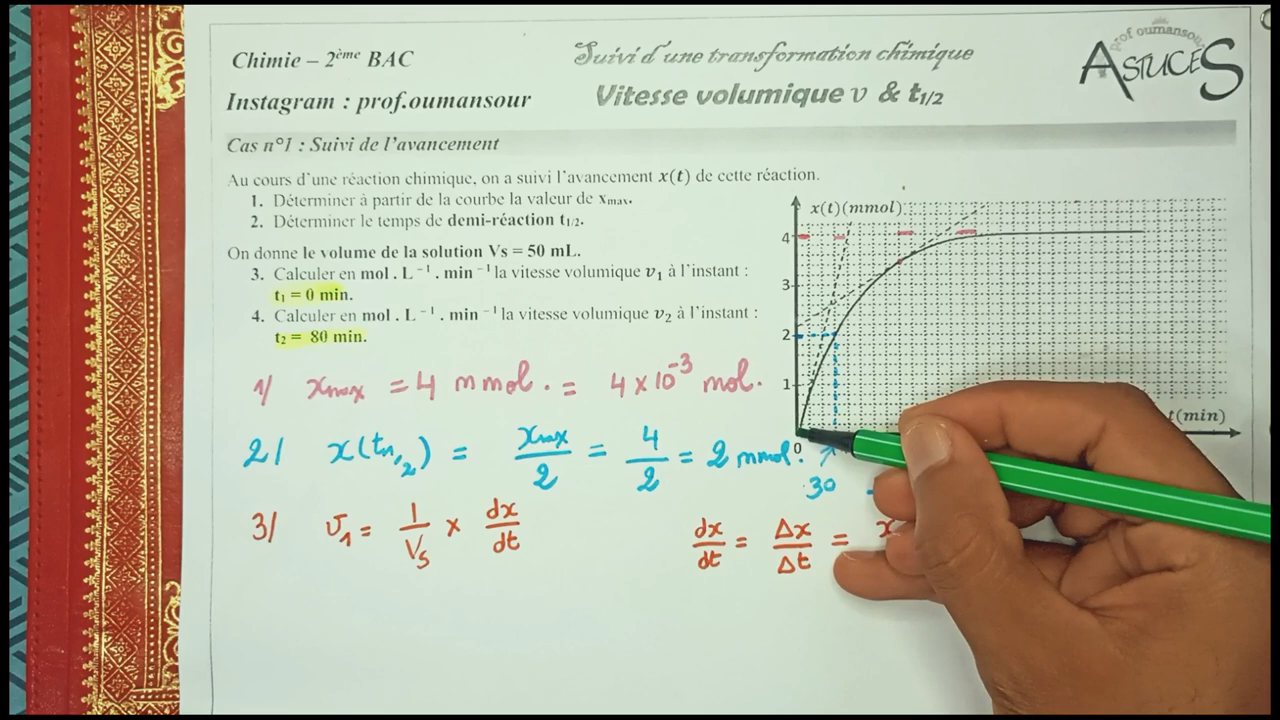 Chimie – 2ème BAC
Suivi d'une transformation chimique
prof oumansour
ASTUCES
Instagram : prof.oumansour
Vitesse volumique v & t1/2
Cas n°1 : Suivi de l'avancement
Au cours d'une réaction chimique, on a suivi l'avancement x(t) de cette réaction.
1. Déterminer à partir de la courbe la valeur de xmax.
2. Déterminer le temps de demi-réaction t1/2.
On donne le volume de la solution Vs = 50 mL.
3. Calculer en mol . L⁻¹ . min⁻¹ la vitesse volumique v₁ à l'instant :
t₁ = 0 min.
4. Calculer en mol . L⁻¹ . min⁻¹ la vitesse volumique v₂ à l'instant :
t₂ = 80 min.
x(t)(mmol)
4
3
2
1
0
t(min)
30
1/ xmax = 4 mmol. = 4 × 10⁻³ mol.
2/ x(t1/2) = xmax/2 = 4/2 = 2 mmol.
3/ v₁ = 1/Vs × dx/dt
dx/dt = Δx/Δt = x